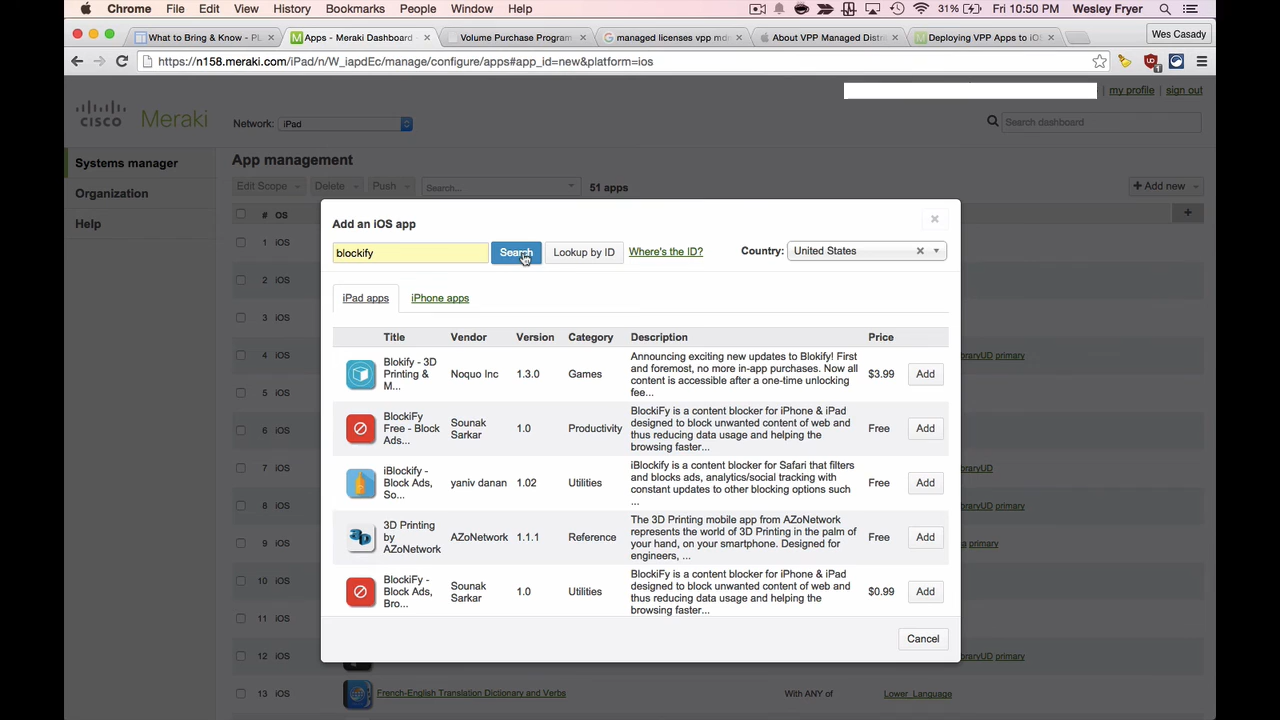 Chrome File Edit View History Bookmarks People Window Help 31% Fri 10:50 PM Wesley Fryer
What to Bring & Know - PL Apps - Meraki Dashboard Volume Purchase Program managed licenses vpp mdm About VPP Managed Distri Deploying VPP Apps to iOS Wes Casady
https://n158.meraki.com/iPad/n/W_iapdEc/manage/configure/apps#app_id=new&platform=ios
my profile | sign out
CISCO Meraki Network: iPad Search dashboard
Systems manager
Organization
Help
App management
Edit Scope Delete Push Search... 51 apps + Add new
# OS +
1 iOS
2 iOS
3 iOS
4 iOS braryUD primary
5 iOS
6 iOS
7 iOS braryUD
8 iOS braryUD primary
9 iOS primary
10 iOS
11 iOS
12 iOS braryUD primary
13 iOS French-English Translation Dictionary and Verbs With ANY of Lower_Language
Add an iOS app ×
blockify Search Lookup by ID Where's the ID? Country: United States
iPad apps iPhone apps
Title Vendor Version Category Description Price
Blokify - 3D
Printing &
M...
Noquo Inc 1.3.0 Games
Announcing exciting new updates to Blokify! First
and foremost, no more in-app purchases. Now all
content is accessible after a one-time unlocking
fee...
$3.99 Add
BlockiFy
Free - Block
Ads...
Sounak
Sarkar
1.0 Productivity
BlockiFy is a content blocker for iPhone & iPad
designed to block unwanted content of web and
thus reducing data usage and helping the
browsing faster...
Free Add
iBlockify -
Block Ads,
So...
yaniv danan 1.02 Utilities
iBlockify is a content blocker for Safari that filters
and blocks ads, analytics/social tracking with
constant updates to other blocking options such
...
Free Add
3D Printing
by
AZoNetwork
AZoNetwork 1.1.1 Reference
The 3D Printing mobile app from AZoNetwork
represents the world of 3D Printing in the palm of
your hand, on your smartphone. Designed for
engineers, ...
Free Add
BlockiFy -
Block Ads,
Bro...
Sounak
Sarkar
1.0 Utilities
BlockiFy is a content blocker for iPhone & iPad
designed to block unwanted content of web and
thus reducing data usage and helping the
browsing faster...
$0.99 Add
Cancel